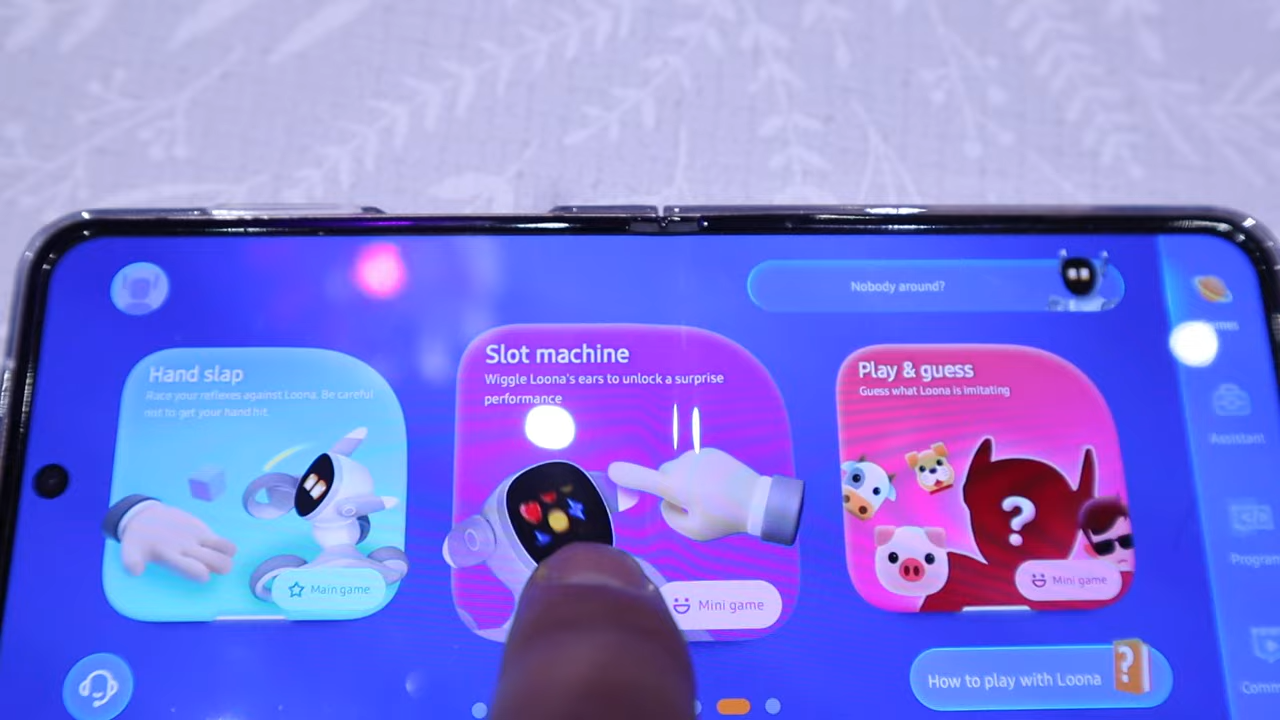 Nobody around?
Hand slap
Race your reflexes against Loona. Be careful
not to get your hand hit.
Main game
Slot machine
Wiggle Loona's ears to unlock a surprise
performance
Mini game
Play & guess
Guess what Loona is imitating
?
Mini game
Assistant
</>
Program
Comm
How to play with Loona
?